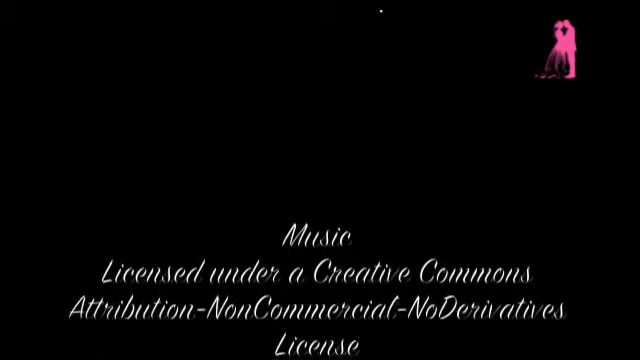 Music
Licensed under a Creative Commons
Attribution-NonCommercial-NoDerivatives
License